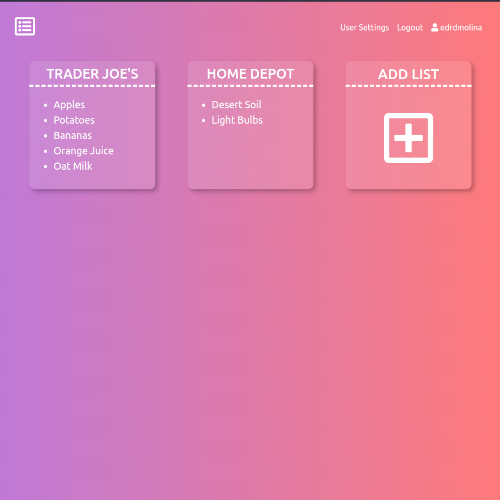 User Settings Logout edrdmolina
TRADER JOE'S
Apples
Potatoes
Bananas
Orange Juice
Oat Milk
HOME DEPOT
Desert Soil
Light Bulbs
ADD LIST